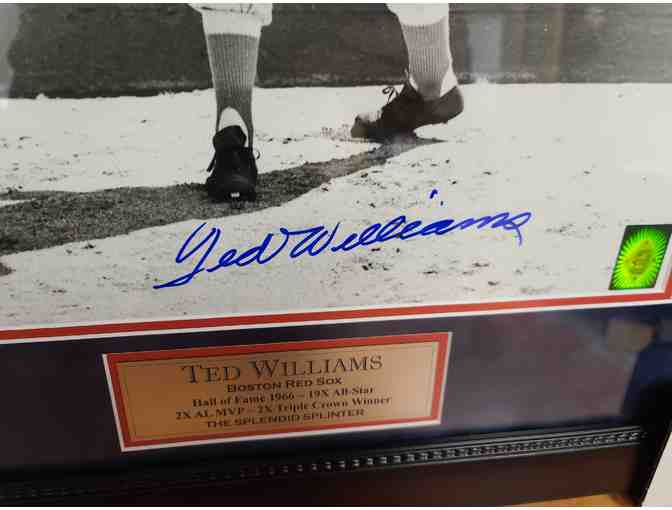 Ted Williams
TED WILLIAMS
BOSTON RED SOX
Hall of Fame 1966 ~ 19X All-Star
2X AL MVP ~ 2X Triple Crown Winner
THE SPLENDID SPLINTER